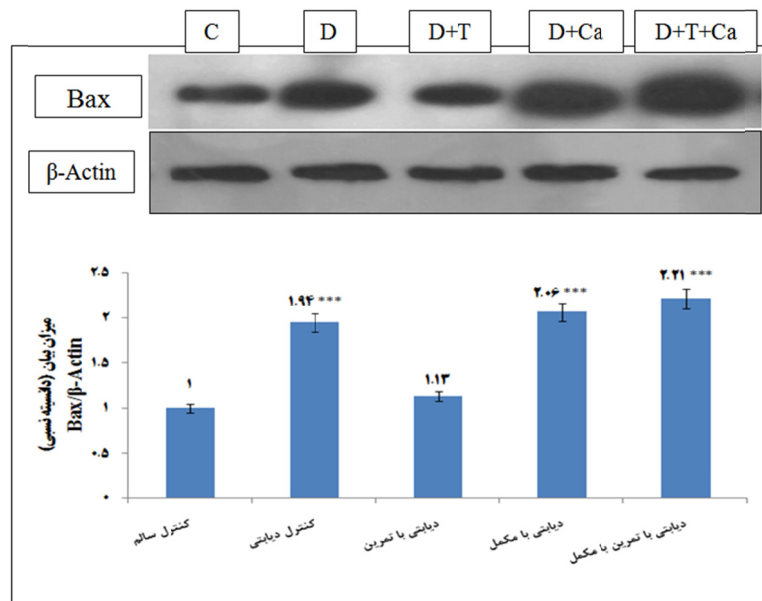 C D D+T D+Ca D+T+Ca
Bax
β-Actin
میزان بیان (دانسیته نسبی)
Bax/β-Actin
۲.۵
۲
۱.۵
۱
۰.۵
۰
۱
۱.۹۴ ***
۱.۱۳
۲.۰۶ ***
۲.۲۱ ***
کنترل سالم
کنترل دیابتی
دیابتی با تمرین
دیابتی با مکمل
دیابتی با تمرین با مکمل